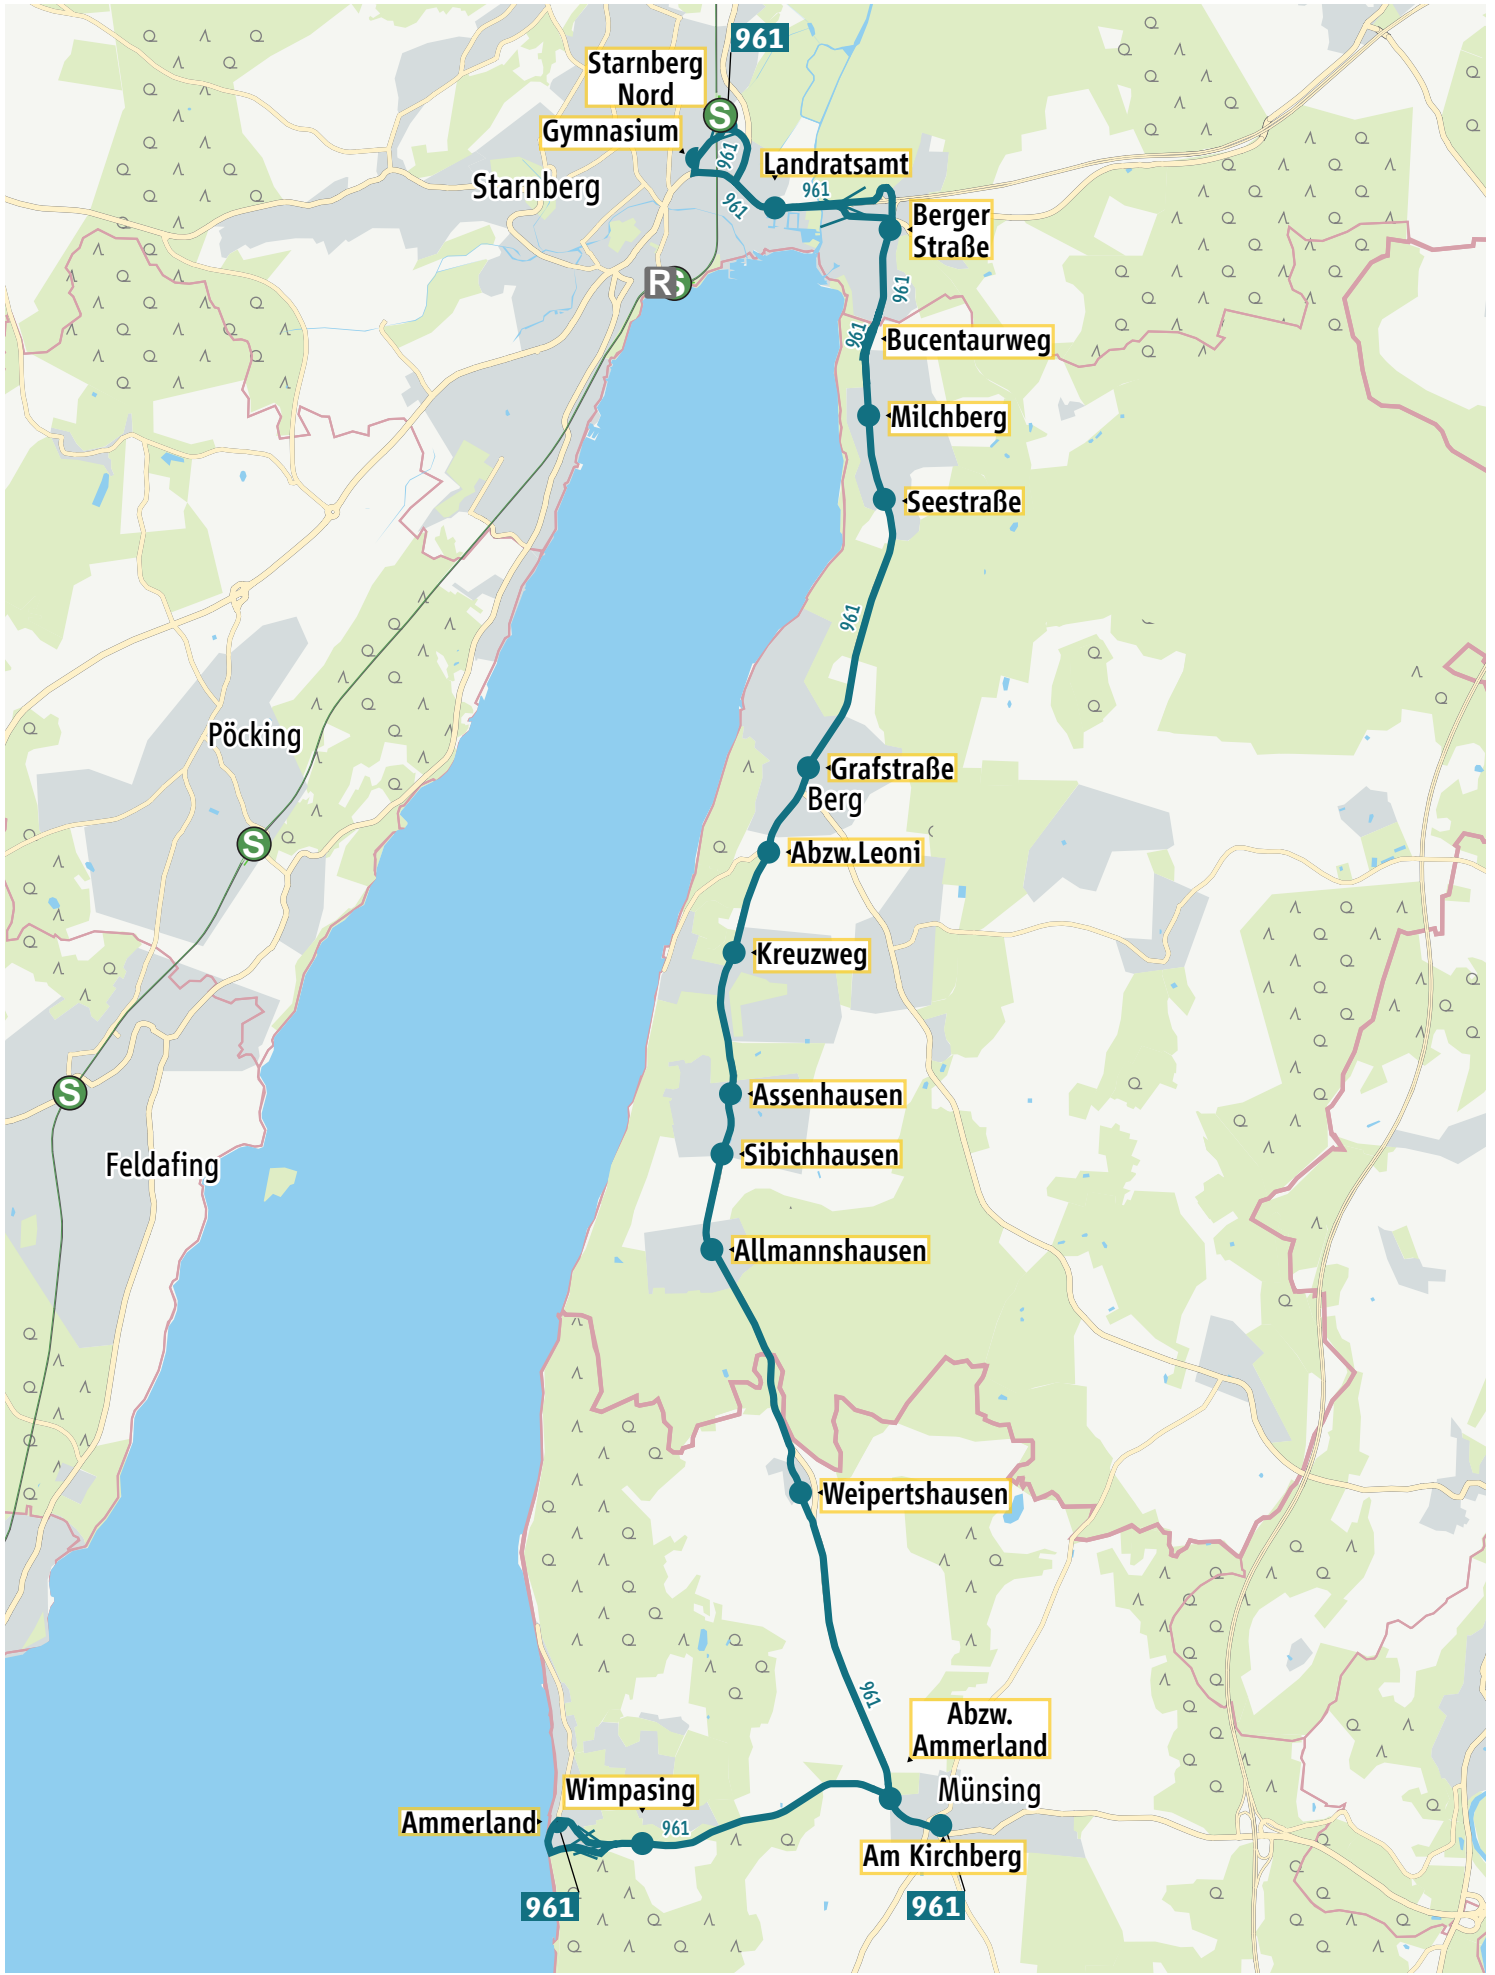 961
Starnberg
Nord
S
Gymnasium
961
Landratsamt
961
Starnberg
961
Berger
Straße
R
S
961
961
Bucentaurweg
Milchberg
Seestraße
961
Pöcking
Grafstraße
Berg
S
Abzw.Leoni
Kreuzweg
S
Assenhausen
Sibichhausen
Feldafing
Allmannshausen
Weipertshausen
961
Abzw.
Ammerland
Wimpasing
Münsing
Ammerland
961
Am Kirchberg
961
961